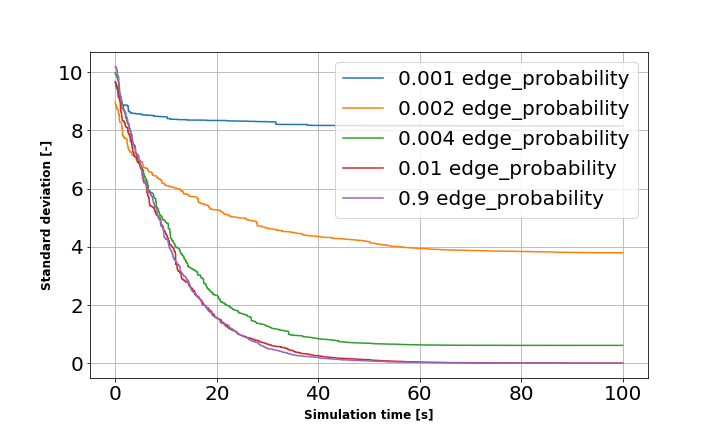 10
8
6
4
2
0
Standard deviation [-]
0.001 edge_probability
0.002 edge_probability
0.004 edge_probability
0.01 edge_probability
0.9 edge_probability
0 20 40 60 80 100
Simulation time [s]